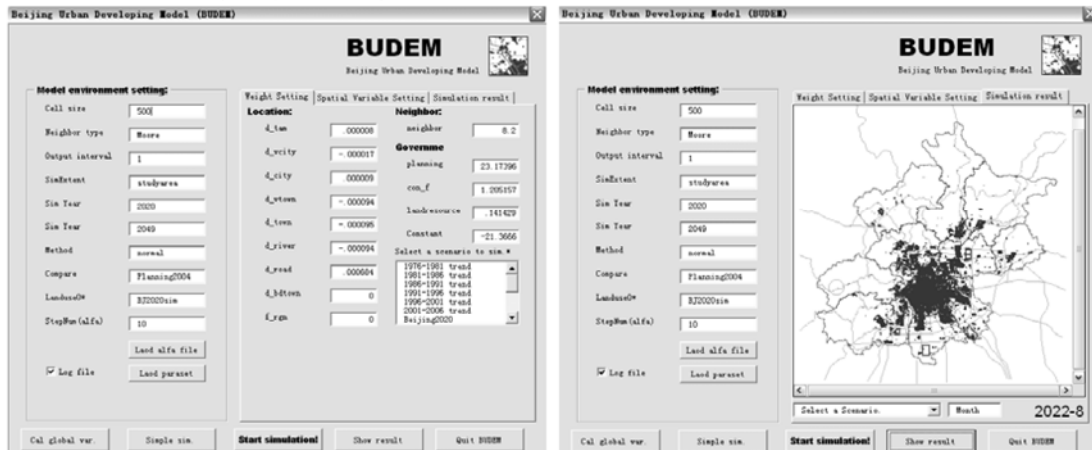 Beijing Urban Developing Model (BUDEM)
BUDEM
Beijing Urban Developing Model
Model environment setting:
Cell size 500
Neighbor type Moore
Output interval 1
SimExtent studyarea
Sim Year 2020
Sim Year 2049
Method normal
Compare Planning2004
Landuse0* BJ2020sim
StepNum(alfa) 10
Laod alfa file
Log file Laod paraset
Weight Setting Spatial Variable Setting Simulation result
Location:
d_tam .000008
d_vcity -.000017
d_city .000009
d_vtown -.000094
d_town -.000095
d_river -.000094
d_road .000684
d_bdtown 0
f_rgn 0
Neighbor:
neighbor 8.2
Governme
planning 23.17396
con_f 1.205157
landresource .141429
Constant -21.3666
Select a scenario to sim.*
1976-1981 trend
1981-1986 trend
1986-1991 trend
1991-1996 trend
1996-2001 trend
2001-2006 trend
Beijing2020
Cal global var. Simple sim. Start simulation! Show result Quit BUDEM
Beijing Urban Developing Model (BUDEM)
BUDEM
Beijing Urban Developing Model
Model environment setting:
Cell size 500
Neighbor type Moore
Output interval 1
SimExtent studyarea
Sim Year 2020
Sim Year 2049
Method normal
Compare Planning2004
Landuse0* BJ2020sim
StepNum(alfa) 10
Laod alfa file
Log file Laod paraset
Weight Setting Spatial Variable Setting Simulation result
Select a Scenario. Month 2022-8
Cal global var. Simple sim. Start simulation! Show result Quit BUDEM